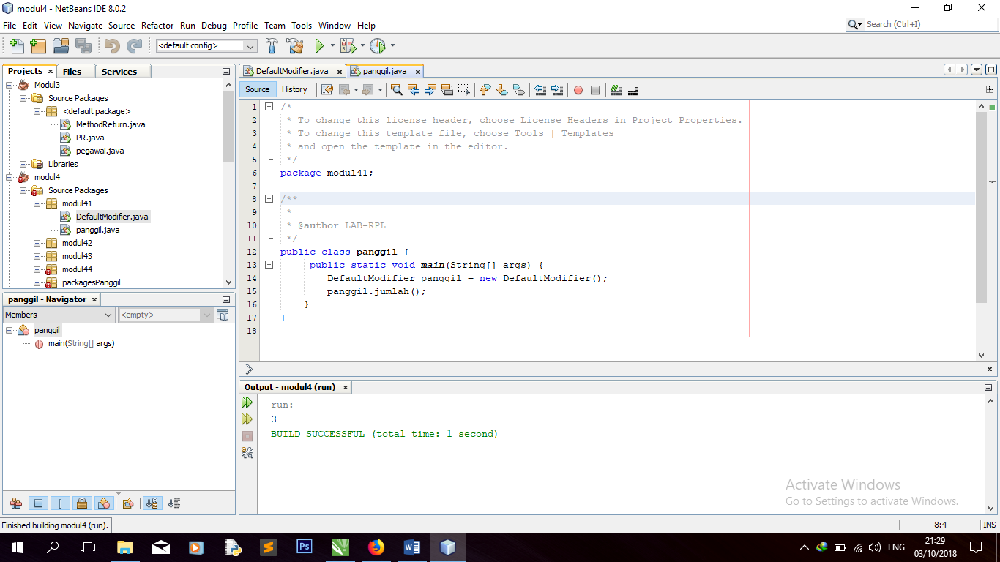 modul4 - NetBeans IDE 8.0.2
File Edit View Navigate Source Refactor Run Debug Profile Team Tools Window Help
Search (Ctrl+I)
<default config>
Projects Files Services
Modul3
Source Packages
<default package>
MethodReturn.java
PR.java
pegawai.java
Libraries
modul4
Source Packages
modul41
DefaultModifier.java
panggil.java
modul42
modul43
modul44
packagesPanggil
panggil - Navigator
Members <empty>
panggil
main(String[] args)
DefaultModifier.java panggil.java
Source History
1 /*
2 * To change this license header, choose License Headers in Project Properties.
3 * To change this template file, choose Tools | Templates
4 * and open the template in the editor.
5 */
6 package modul41;
7
8 /**
9 *
10 * @author LAB-RPL
11 */
12 public class panggil {
13 public static void main(String[] args) {
14 DefaultModifier panggil = new DefaultModifier();
15 panggil.jumlah();
16 }
17 }
18
Output - modul4 (run)
run:
3
BUILD SUCCESSFUL (total time: 1 second)
Activate Windows
Go to Settings to activate Windows.
Finished building modul4 (run).
8:4 INS
Ps
ENG
21:29
03/10/2018